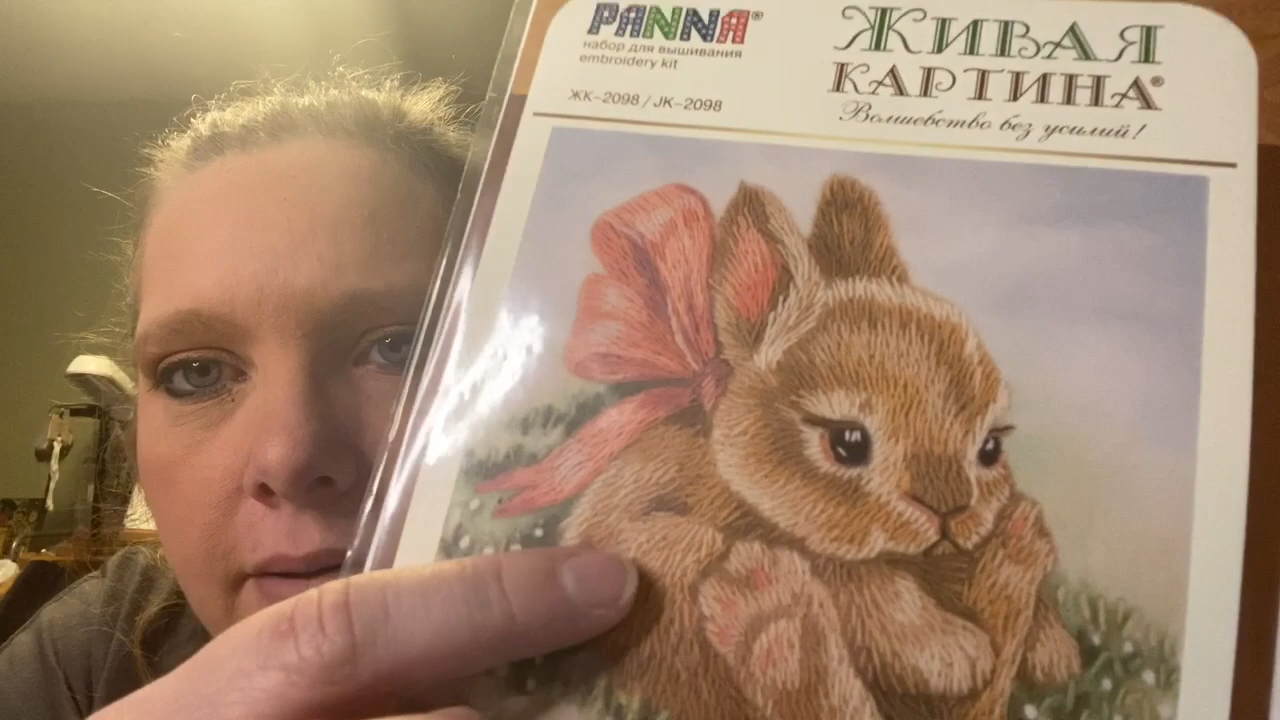 PANNA®
набор для вышивания
embroidery kit
ЖК-2098 / JK-2098
ЖИВАЯ
КАРТИНА®
Волшебство без усилий!